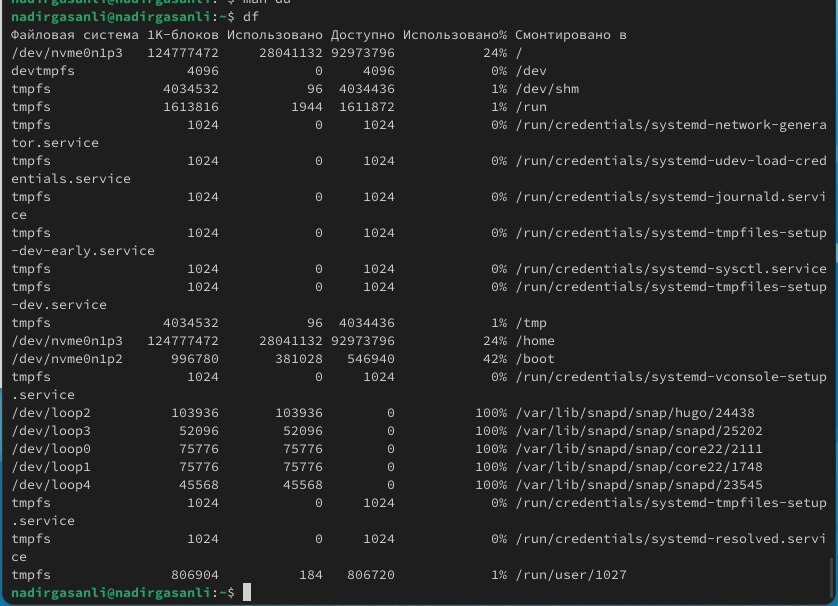 nadirgasanli@nadirgasanli:~$ man du
nadirgasanli@nadirgasanli:~$ df
Файловая система 1K-блоков Использовано Доступно Использовано% Смонтировано в
/dev/nvme0n1p3 124777472 28041132 92973796 24% /
devtmpfs 4096 0 4096 0% /dev
tmpfs 4034532 96 4034436 1% /dev/shm
tmpfs 1613816 1944 1611872 1% /run
tmpfs 1024 0 1024 0% /run/credentials/systemd-network-genera
tor.service
tmpfs 1024 0 1024 0% /run/credentials/systemd-udev-load-cred
entials.service
tmpfs 1024 0 1024 0% /run/credentials/systemd-journald.servi
ce
tmpfs 1024 0 1024 0% /run/credentials/systemd-tmpfiles-setup
-dev-early.service
tmpfs 1024 0 1024 0% /run/credentials/systemd-sysctl.service
tmpfs 1024 0 1024 0% /run/credentials/systemd-tmpfiles-setup
-dev.service
tmpfs 4034532 96 4034436 1% /tmp
/dev/nvme0n1p3 124777472 28041132 92973796 24% /home
/dev/nvme0n1p2 996780 381028 546940 42% /boot
tmpfs 1024 0 1024 0% /run/credentials/systemd-vconsole-setup
.service
/dev/loop2 103936 103936 0 100% /var/lib/snapd/snap/hugo/24438
/dev/loop3 52096 52096 0 100% /var/lib/snapd/snap/snapd/25202
/dev/loop0 75776 75776 0 100% /var/lib/snapd/snap/core22/2111
/dev/loop1 75776 75776 0 100% /var/lib/snapd/snap/core22/1748
/dev/loop4 45568 45568 0 100% /var/lib/snapd/snap/snapd/23545
tmpfs 1024 0 1024 0% /run/credentials/systemd-tmpfiles-setup
.service
tmpfs 1024 0 1024 0% /run/credentials/systemd-resolved.servi
ce
tmpfs 806904 184 806720 1% /run/user/1027
nadirgasanli@nadirgasanli:~$